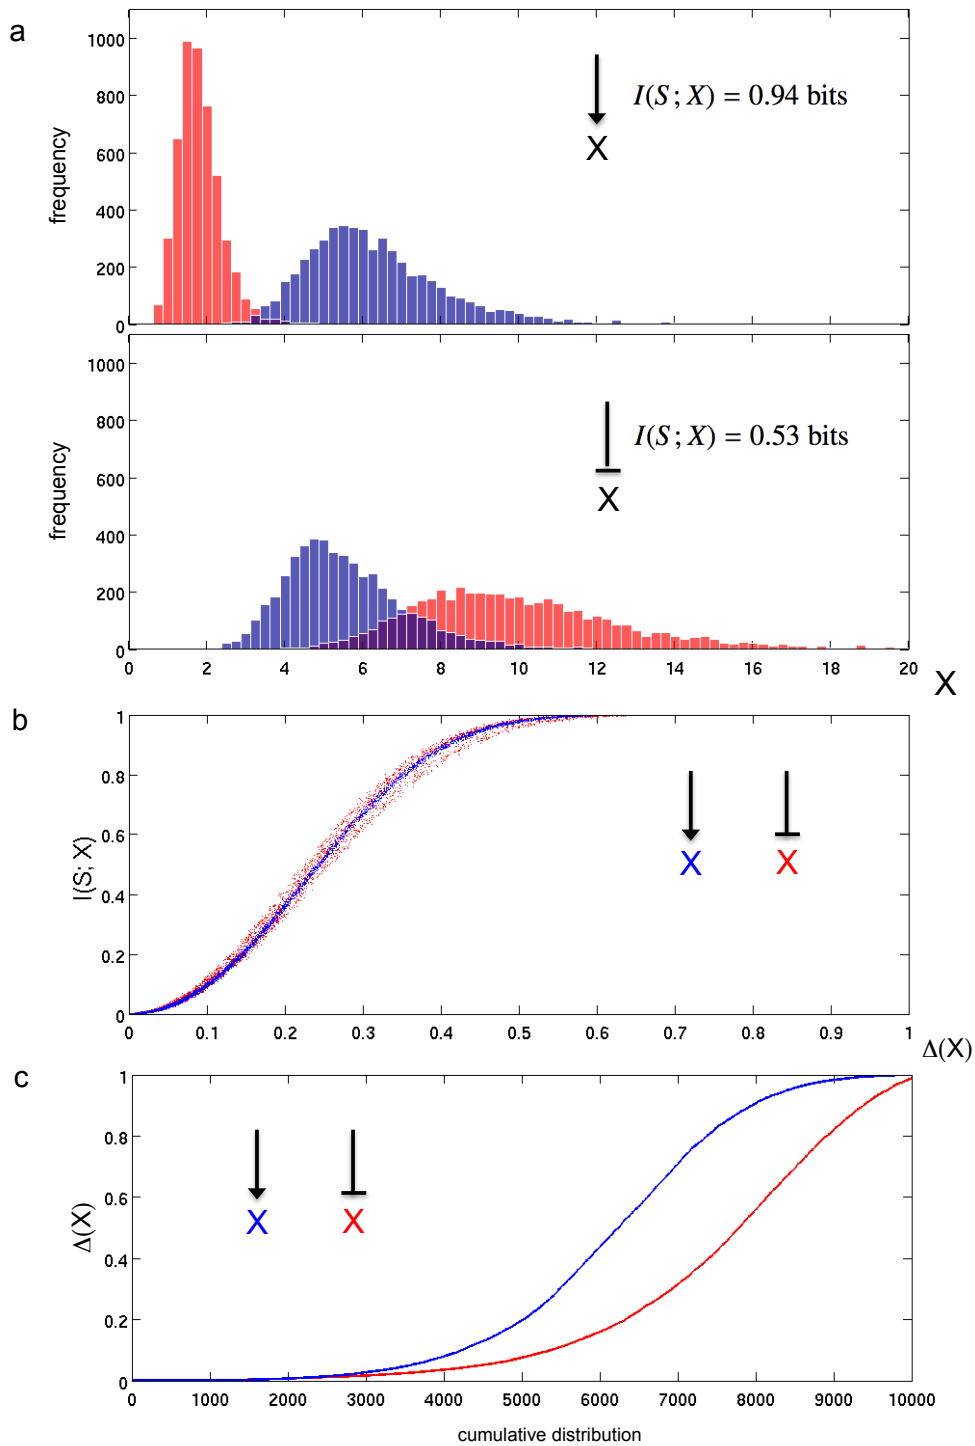 a
1000
800
600
400
200
0
frequency
I(S; X) = 0.94 bits
X
1000
800
600
400
200
0
frequency
I(S; X) = 0.53 bits
X
0 2 4 6 8 10 12 14 16 18 20
X
b
1
0.8
0.6
0.4
0.2
0
I(S; X)
X X
0 0.1 0.2 0.3 0.4 0.5 0.6 0.7 0.8 0.9 1
Δ(X)
c
1
0.8
0.6
0.4
0.2
0
Δ(X)
X X
0 1000 2000 3000 4000 5000 6000 7000 8000 9000 10000
cumulative distribution